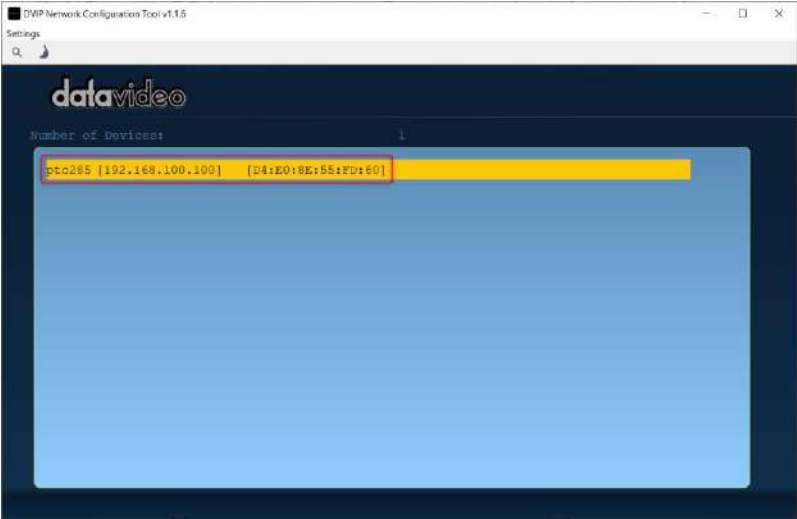 DVIP Network Configuration Tool v1.1.6
Settings
datavideo
Number of Devices: 1
ptc285 [192.168.100.100] [D4:E0:8E:55:FD:60]